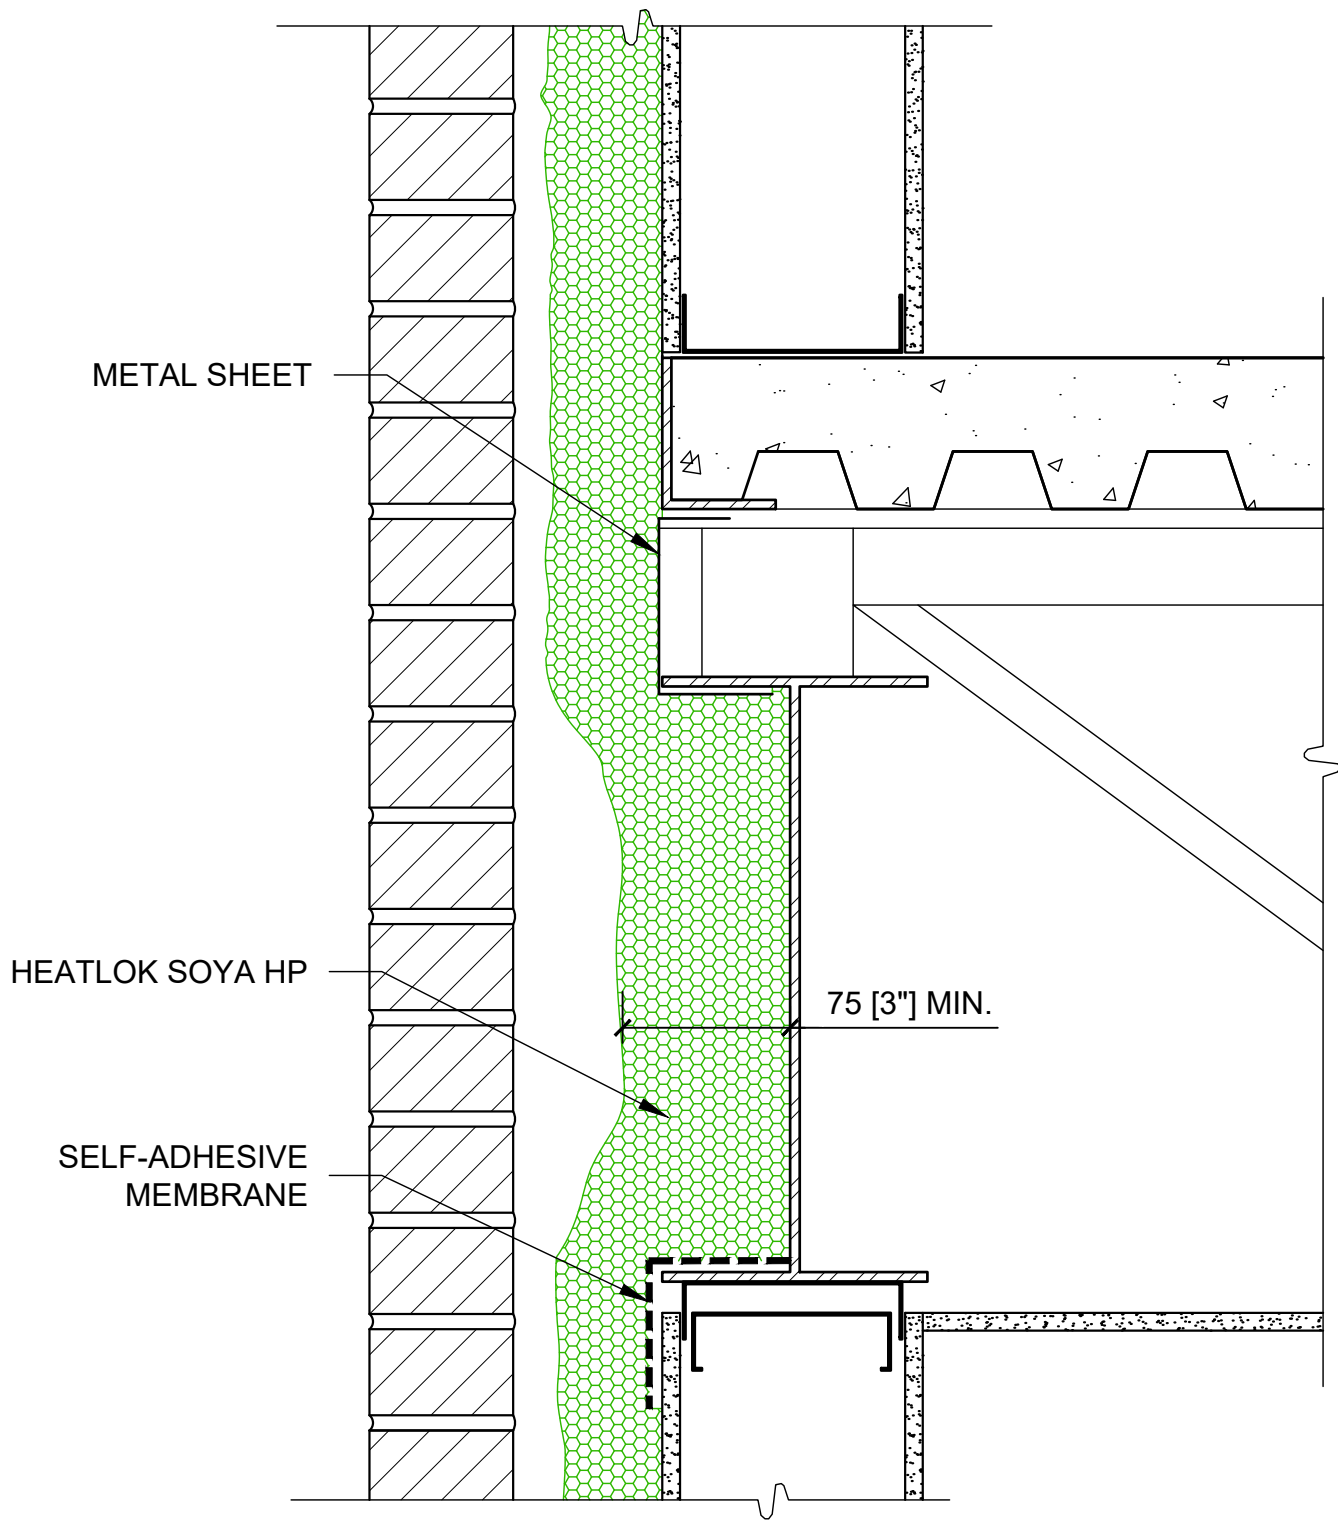 METAL SHEET
HEATLOK SOYA HP
75 [3"] MIN.
SELF-ADHESIVE
MEMBRANE